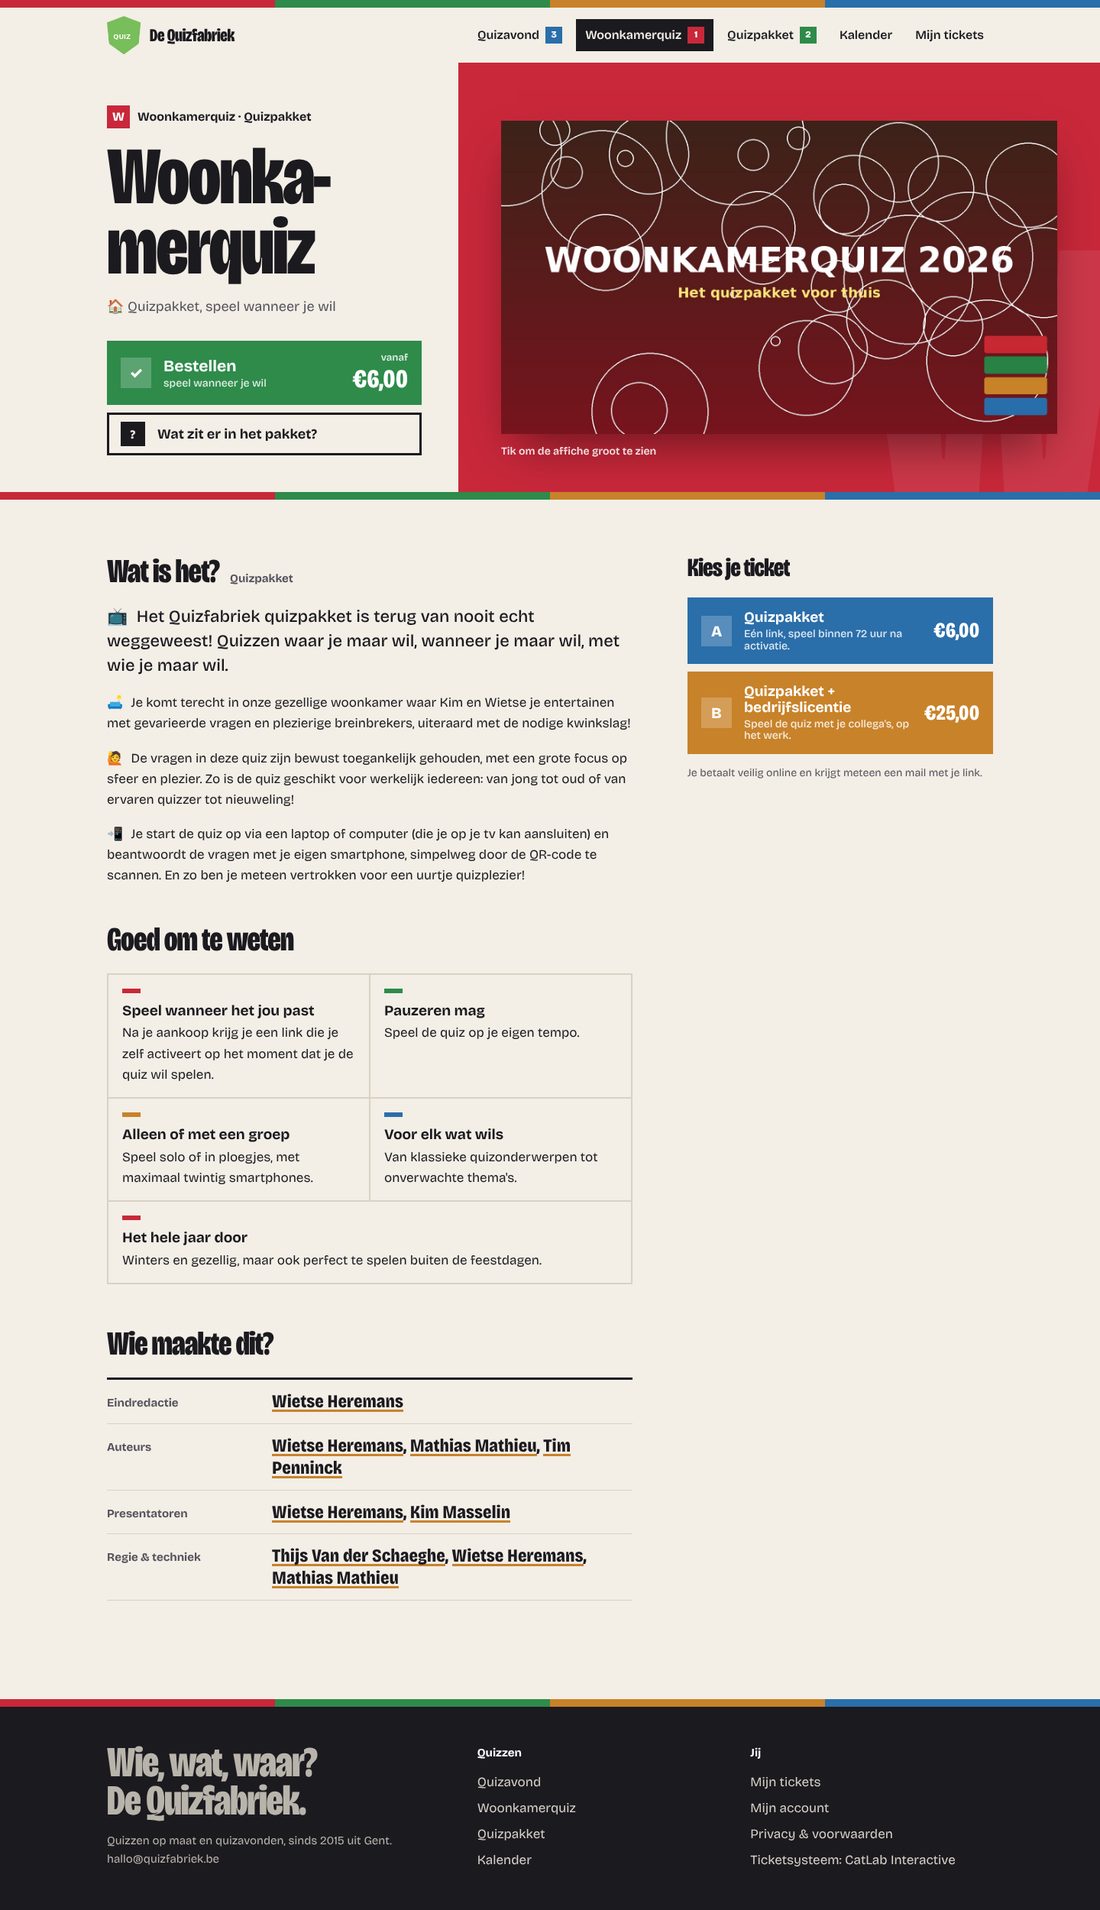 QUIZ
De Quizfabriek
Quizavond 3
Woonkamerquiz 1
Quizpakket 2
Kalender
Mijn tickets
W Woonkamerquiz · Quizpakket
Woonka-
merquiz
🏠 Quizpakket, speel wanneer je wil
✓ Bestellen
speel wanneer je wil
vanaf
€6,00
? Wat zit er in het pakket?
WOONKAMERQUIZ 2026
Het quizpakket voor thuis
Tik om de affiche groot te zien
Wat is het? Quizpakket
📺 Het Quizfabriek quizpakket is terug van nooit echt
weggeweest! Quizzen waar je maar wil, wanneer je maar wil, met
wie je maar wil.
🛋️ Je komt terecht in onze gezellige woonkamer waar Kim en Wietse je entertainen
met gevarieerde vragen en plezierige breinbrekers, uiteraard met de nodige kwinkslag!
🙋 De vragen in deze quiz zijn bewust toegankelijk gehouden, met een grote focus op
sfeer en plezier. Zo is de quiz geschikt voor werkelijk iedereen: van jong tot oud of van
ervaren quizzer tot nieuweling!
📲 Je start de quiz op via een laptop of computer (die je op je tv kan aansluiten) en
beantwoordt de vragen met je eigen smartphone, simpelweg door de QR-code te
scannen. En zo ben je meteen vertrokken voor een uurtje quizplezier!
Kies je ticket
A
Quizpakket
Eén link, speel binnen 72 uur na
activatie.
€6,00
B
Quizpakket +
bedrijfslicentie
Speel de quiz met je collega's, op
het werk.
€25,00
Je betaalt veilig online en krijgt meteen een mail met je link.
Goed om te weten
Speel wanneer het jou past
Na je aankoop krijg je een link die je
zelf activeert op het moment dat je de
quiz wil spelen.
Pauzeren mag
Speel de quiz op je eigen tempo.
Alleen of met een groep
Speel solo of in ploegjes, met
maximaal twintig smartphones.
Voor elk wat wils
Van klassieke quizonderwerpen tot
onverwachte thema's.
Het hele jaar door
Winters en gezellig, maar ook perfect te spelen buiten de feestdagen.
Wie maakte dit?
Eindredactie
Wietse Heremans
Auteurs
Wietse Heremans, Mathias Mathieu, Tim
Penninck
Presentatoren
Wietse Heremans, Kim Masselin
Regie & techniek
Thijs Van der Schaeghe, Wietse Heremans,
Mathias Mathieu
Wie, wat, waar?
De Quizfabriek.
Quizzen op maat en quizavonden, sinds 2015 uit Gent.
hallo@quizfabriek.be
Quizzen
Quizavond
Woonkamerquiz
Quizpakket
Kalender
Jij
Mijn tickets
Mijn account
Privacy & voorwaarden
Ticketsysteem: CatLab Interactive